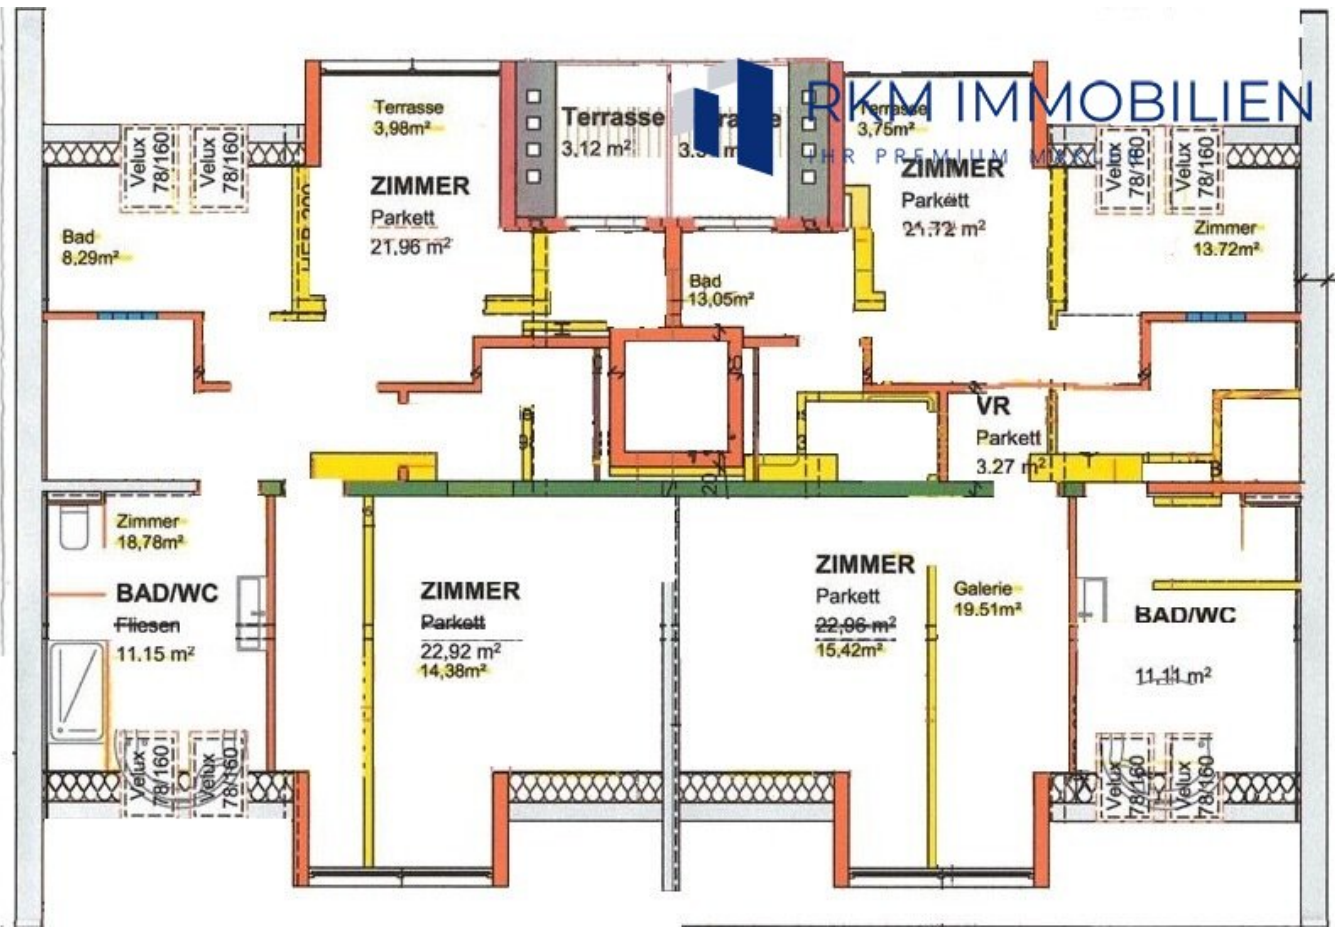 RKM IMMOBILIEN
IHR PREMIUM MAKLER
Terrasse
3,98m²
Terrasse
3,12 m²
Terrasse
3,75m²
Velux
78/160
Velux
78/160
ZIMMER
Parkett
21,96 m²
ZIMMER
Parkett
21,72 m²
Velux
78/160
Velux
78/160
Bad
8,29m²
Zimmer
13.72m²
Bad
13,05m²
VR
Parkett
3.27 m²
Zimmer
18,78m²
BAD/WC
Fliesen
11.15 m²
ZIMMER
Parkett
22,92 m²
14,38m²
ZIMMER
Parkett
22,96 m²
15,42m²
Galerie
19.51m²
BAD/WC
11.11 m²
Velux
78/160
Velux
78/160
Velux
78/160
Velux
78/160